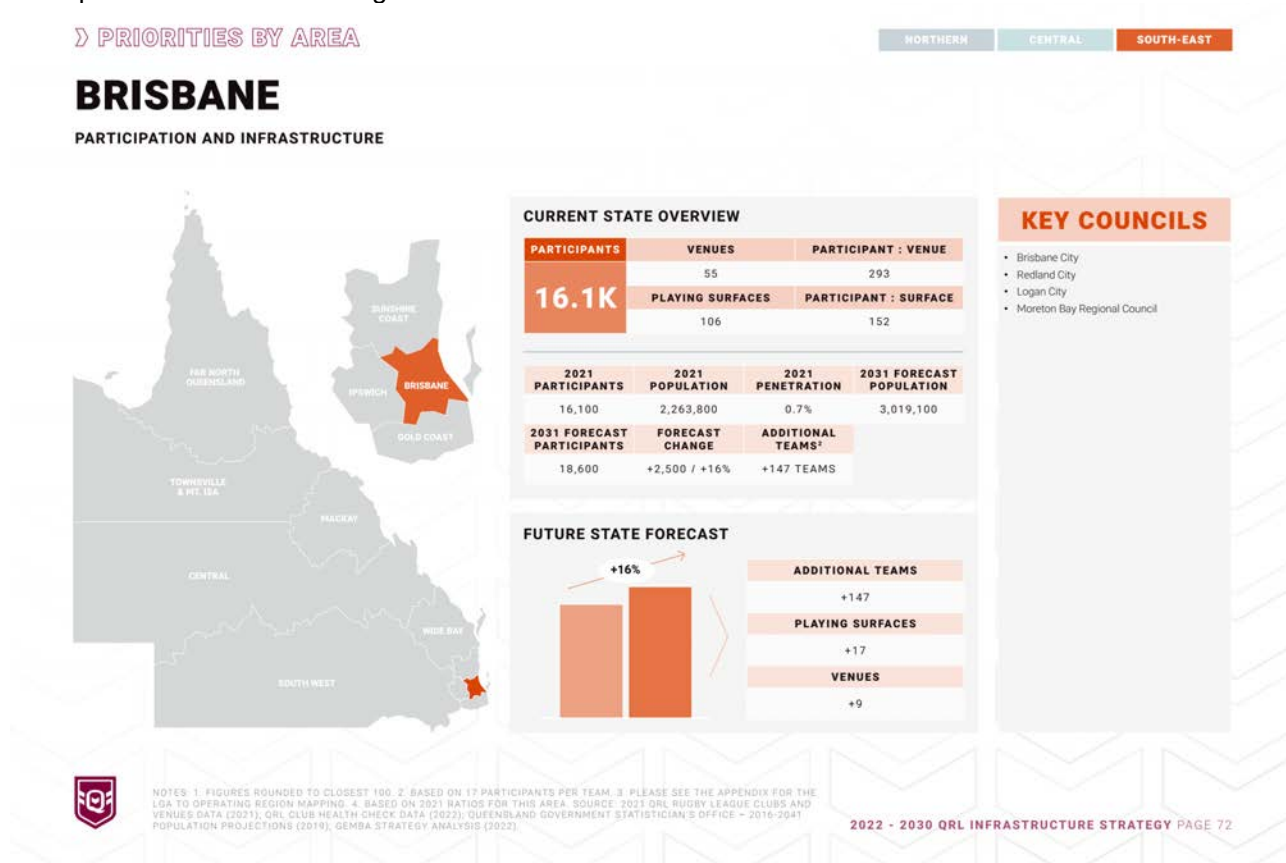 》 PRIORITIES BY AREA
NORTHERN
CENTRAL
SOUTH-EAST
BRISBANE
PARTICIPATION AND INFRASTRUCTURE
FAR NORTH
QUEENSLAND
TOWNSVILLE
& MT. ISA
MACKAY
CENTRAL
WIDE BAY
SOUTH WEST
SUNSHINE
COAST
IPSWICH
BRISBANE
GOLD COAST
CURRENT STATE OVERVIEW
PARTICIPANTS VENUES PARTICIPANT : VENUE
55 293
16.1K
PLAYING SURFACES PARTICIPANT : SURFACE
106 152
2021 PARTICIPANTS 2021 POPULATION 2021 PENETRATION 2031 FORECAST POPULATION
16,100 2,263,800 0.7% 3,019,100
2031 FORECAST PARTICIPANTS FORECAST CHANGE ADDITIONAL TEAMS²
18,600 +2,500 / +16% +147 TEAMS
FUTURE STATE FORECAST
+16%
ADDITIONAL TEAMS
+147
PLAYING SURFACES
+17
VENUES
+9
KEY COUNCILS
• Brisbane City
• Redland City
• Logan City
• Moreton Bay Regional Council
Q
NOTES: 1. FIGURES ROUNDED TO CLOSEST 100. 2. BASED ON 17 PARTICIPANTS PER TEAM. 3. PLEASE SEE THE APPENDIX FOR THE
LGA TO OPERATING REGION MAPPING. 4. BASED ON 2021 RATIOS FOR THIS AREA. SOURCE: 2021 QRL RUGBY LEAGUE CLUBS AND
VENUES DATA (2021); QRL CLUB HEALTH CHECK DATA (2022); QUEENSLAND GOVERNMENT STATISTICIAN'S OFFICE – 2016-2041
POPULATION PROJECTIONS (2019); GEMBA STRATEGY ANALYSIS (2022).
2022 - 2030 QRL INFRASTRUCTURE STRATEGY PAGE 72